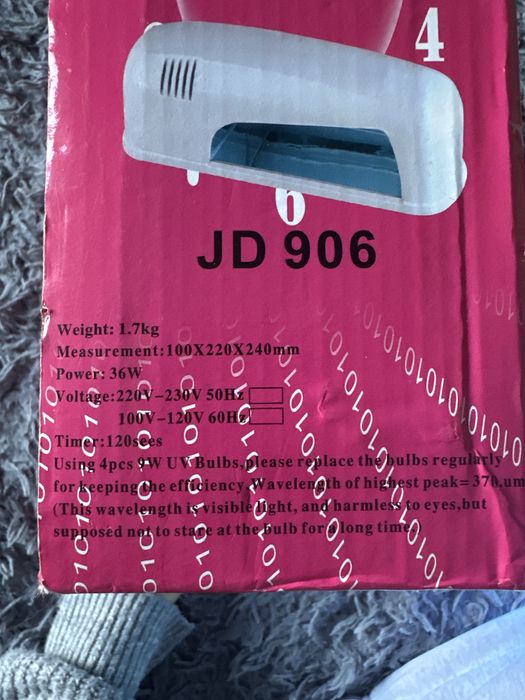 4
6
JD 906
Weight: 1.7kg
Measurement:100X220X240mm
Power: 36W
Voltage:220V-230V 50Hz
100V-120V 60Hz
Timer:120sees
Using 4pcs 9W UV Bulbs,please replace the bulbs regularly
for keeping the efficiency.Wavelength of highest peak=
(This wavelength is visible light, and harmless to eyes,but
supposed not to stare at the bulb for a long time.)